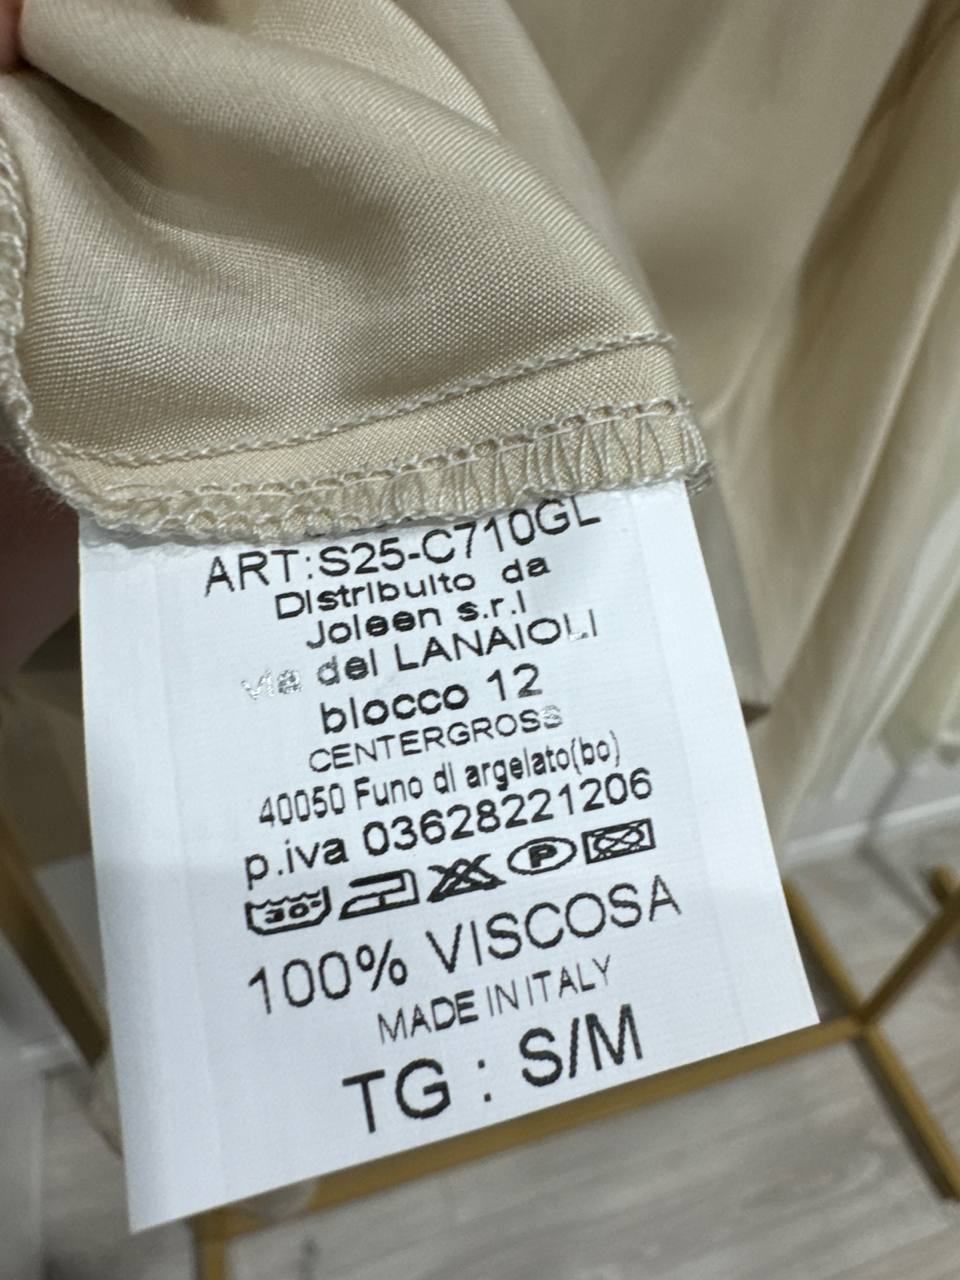 ART:S25-C710GL
Distribuito da
Joleen s.r.l
via del LANAIOLI
blocco 12
CENTERGROSS
40050 Funo di argelato(bo)
p.iva 03628221206
30° P
100% VISCOSA
MADE IN ITALY
TG : S/M